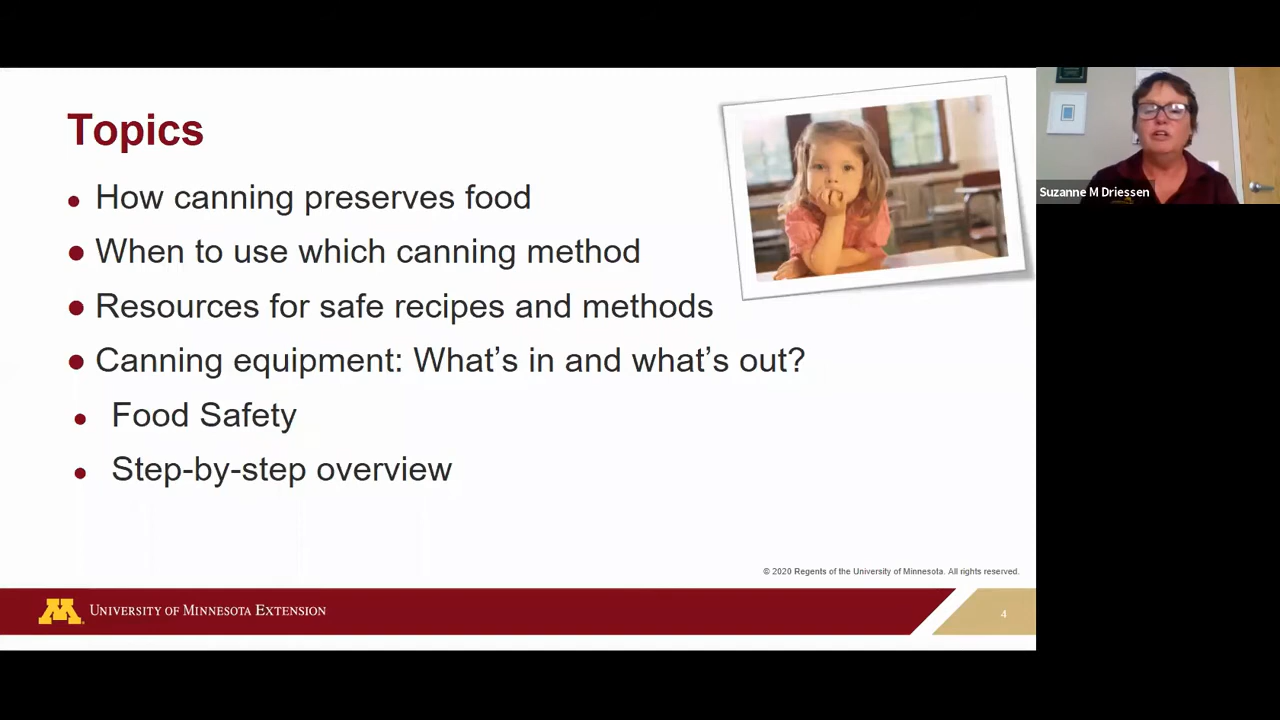 Topics
• How canning preserves food
• When to use which canning method
• Resources for safe recipes and methods
• Canning equipment: What’s in and what’s out?
• Food Safety
• Step-by-step overview
Suzanne M Driessen
© 2020 Regents of the University of Minnesota. All rights reserved.
M
UNIVERSITY OF MINNESOTA EXTENSION
4